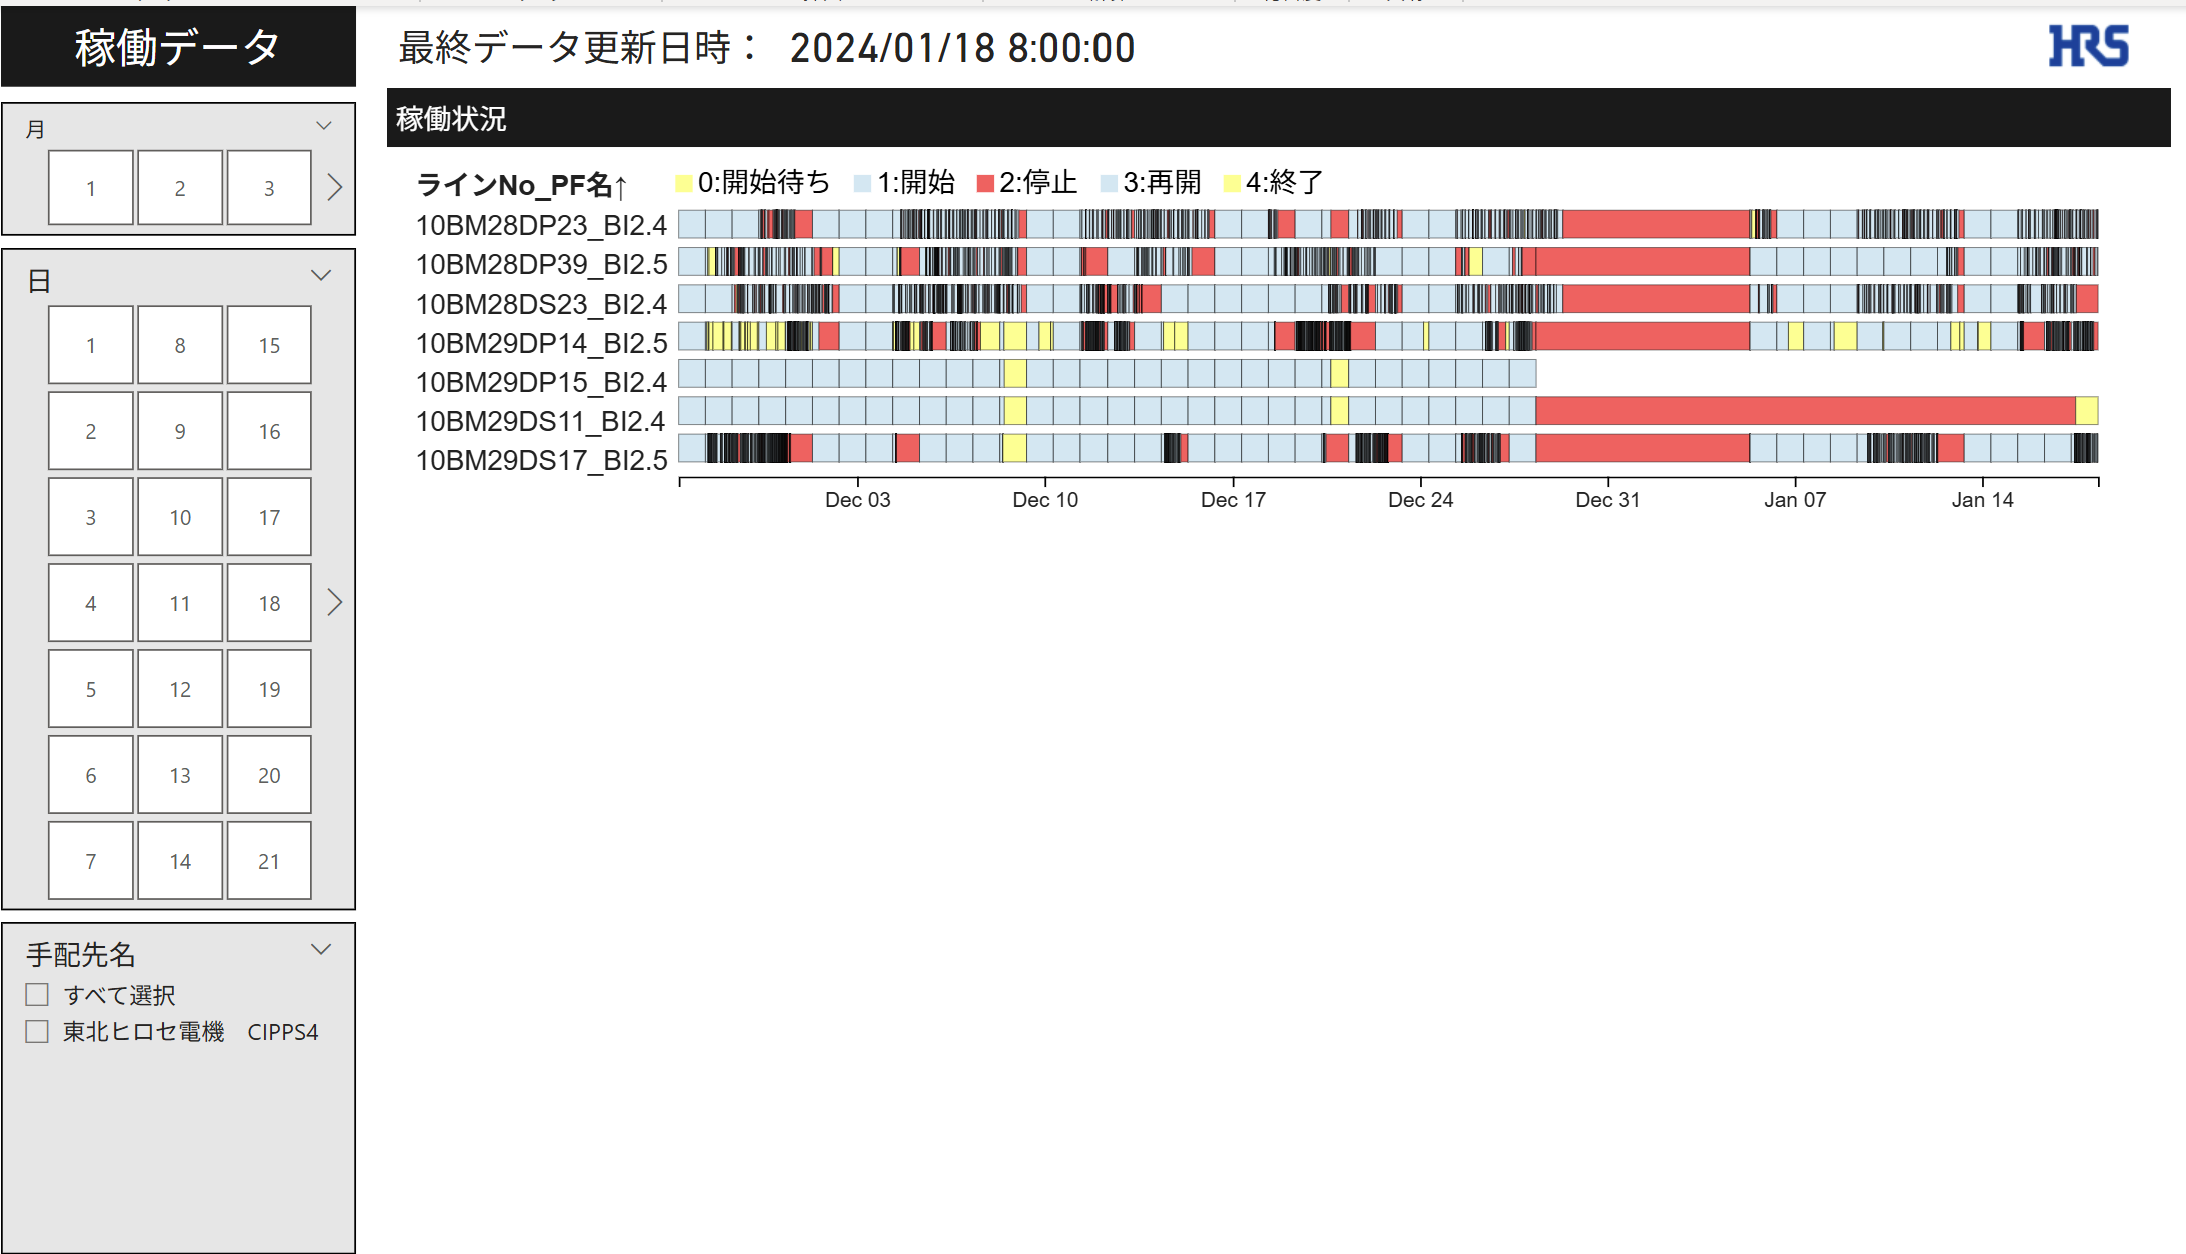 稼働データ
最終データ更新日時： 2024/01/18 8:00:00
HRS
月
1 2 3
日
1 8 15
2 9 16
3 10 17
4 11 18
5 12 19
6 13 20
7 14 21
手配先名
すべて選択
東北ヒロセ電機 CIPPS4
稼働状況
ラインNo_PF名↑ 0:開始待ち 1:開始 2:停止 3:再開 4:終了
10BM28DP23_BI2.4
10BM28DP39_BI2.5
10BM28DS23_BI2.4
10BM29DP14_BI2.5
10BM29DP15_BI2.4
10BM29DS11_BI2.4
10BM29DS17_BI2.5
Dec 03 Dec 10 Dec 17 Dec 24 Dec 31 Jan 07 Jan 14